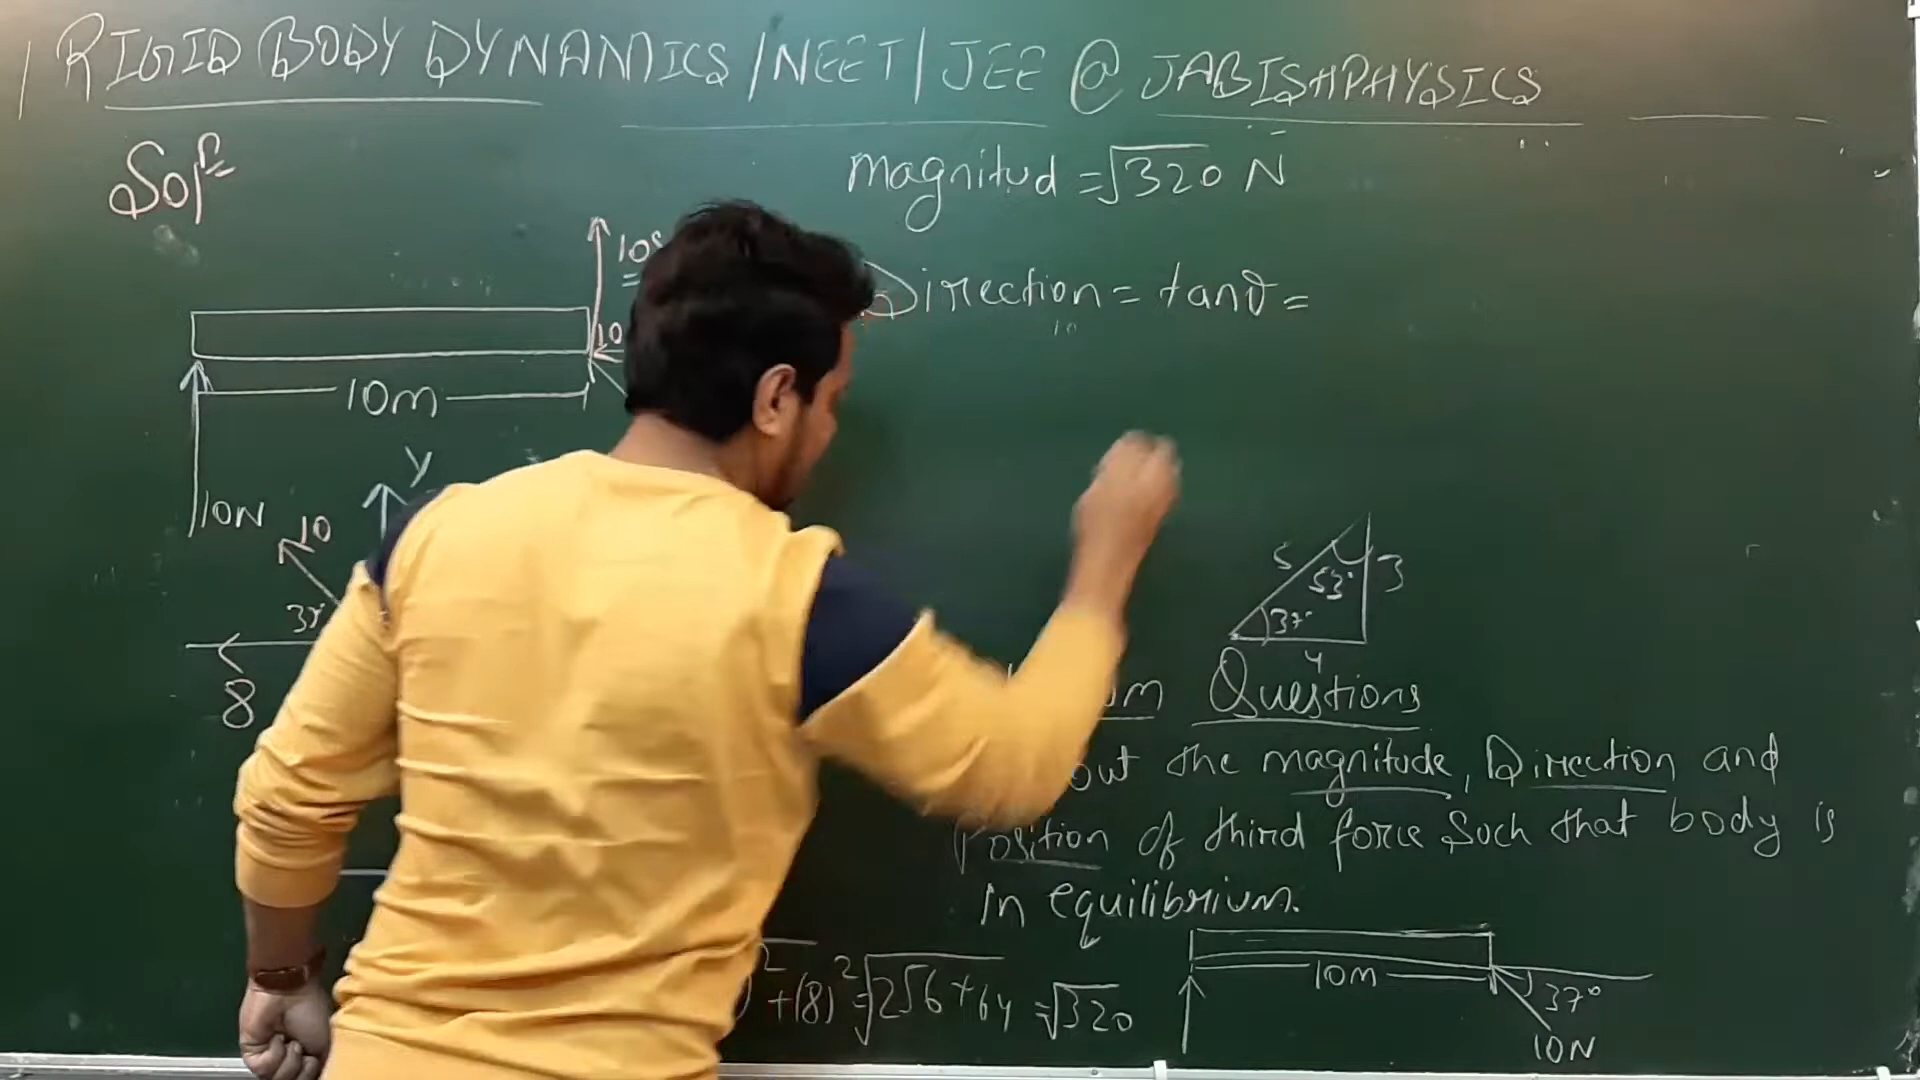 RIGID BODY DYNAMICS /NEET/ JEE @ JABISHPHYSICS
Solⁿ
magnitud = √320 N
Direction = tanθ =
10
10
10m
10N
Y
10
37°
8
5
3
53°
37°
4
Questions
out the magnitude, Direction and
Position of third force Such that body is
in equilibrium.
² + (8)² = √256 + 64 = √320
10m
37°
10N